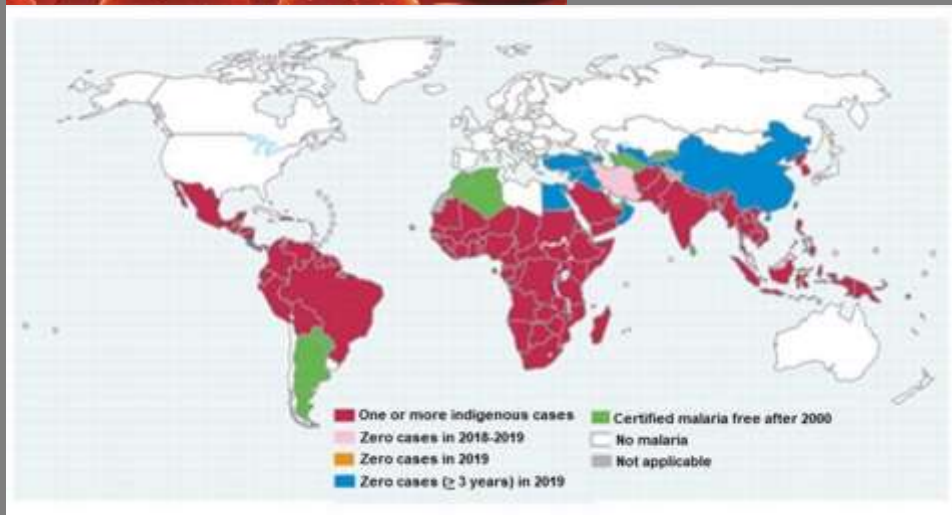 One or more indigenous cases
Zero cases in 2018-2019
Zero cases in 2019
Zero cases (≥ 3 years) in 2019
Certified malaria free after 2000
No malaria
Not applicable